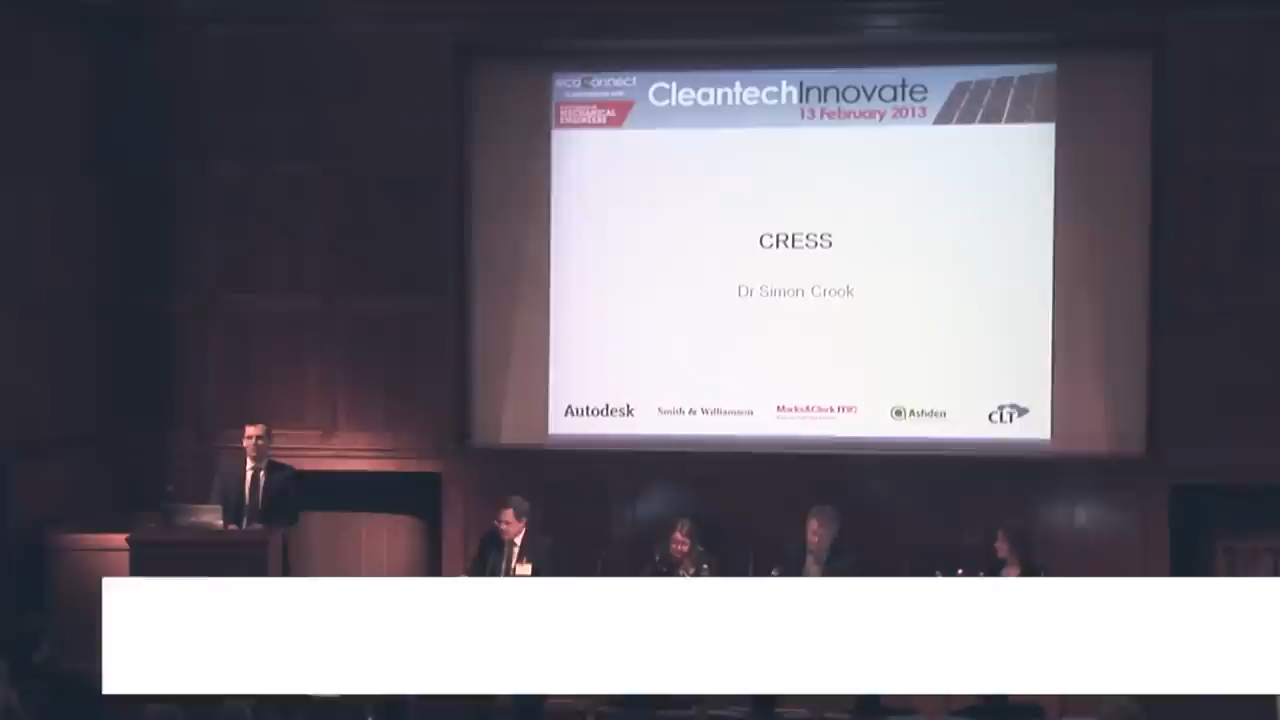 ecoconnect
CleantechInnovate
13 February 2013
MECHANICAL
ENGINEERS
CRESS
Dr Simon Crook
Autodesk
Smith & Williamson
Marks&Clerk
Ashden
CLT